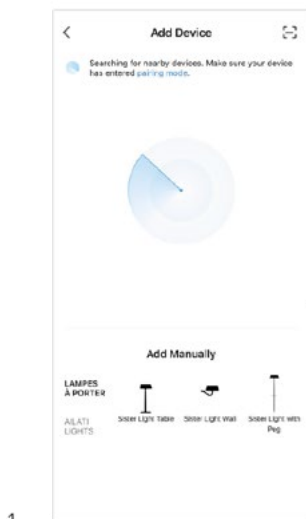 Add Device
Searching for nearby devices. Make sure your device
has entered pairing mode.
Add Manually
LAMPES
À PORTER
AILATI
LIGHTS
Sister Light Table
Sister Light Wall
Sister Light with
Peg
1